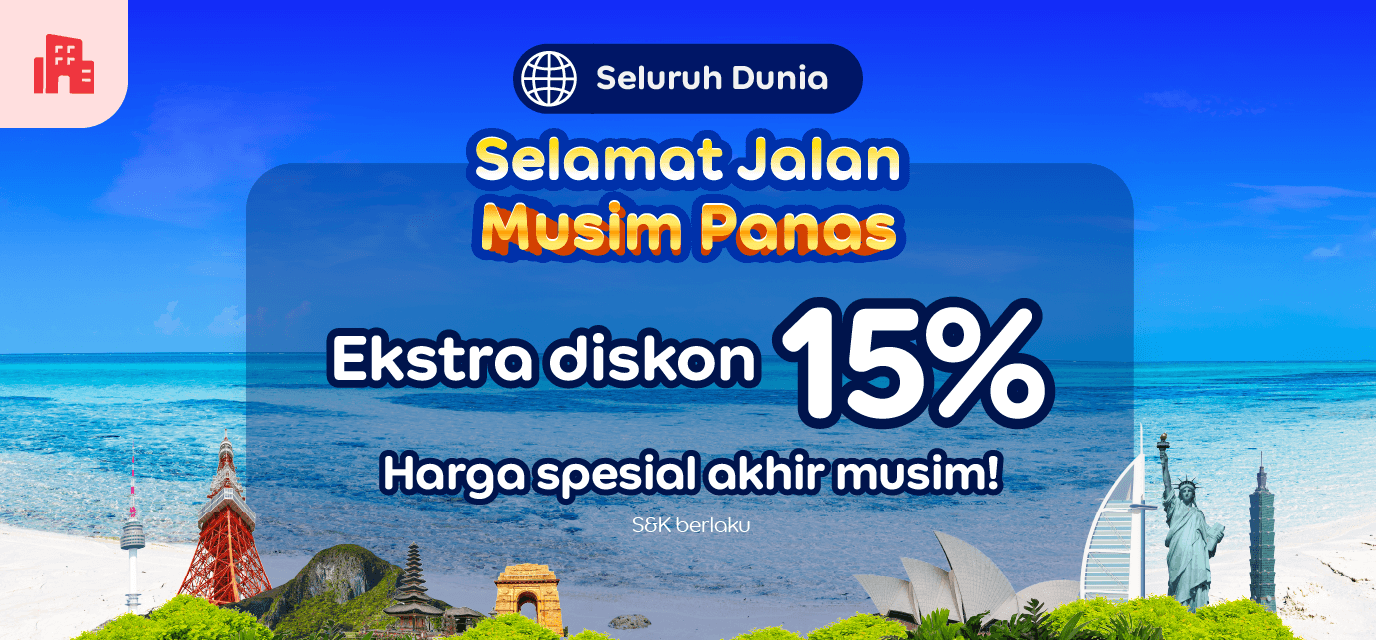 Seluruh Dunia
Selamat Jalan
Musim Panas
Ekstra diskon 15%
Harga spesial akhir musim!
S&K berlaku